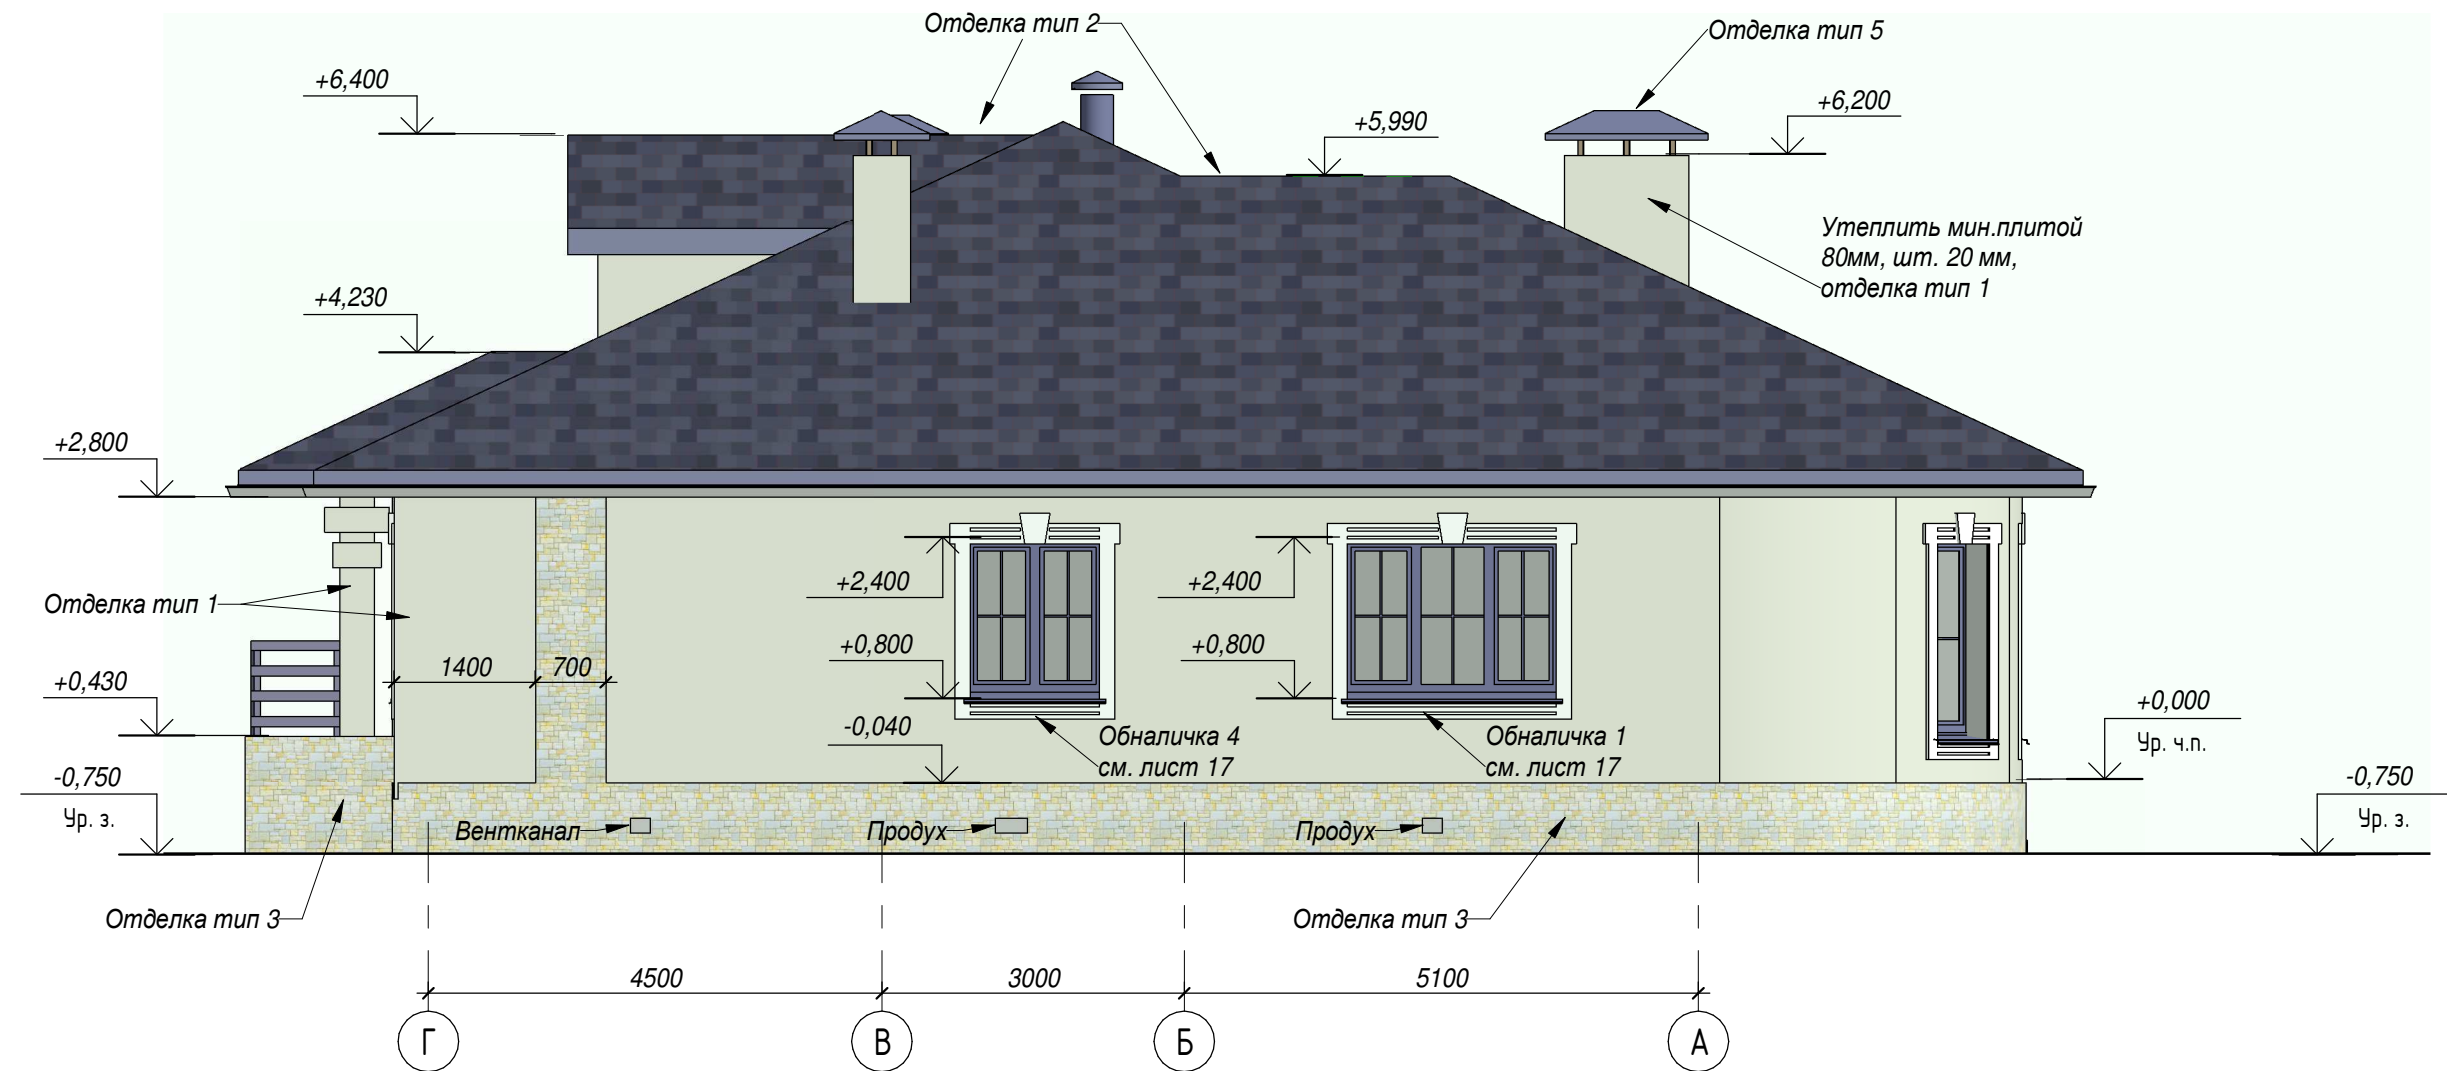 Отделка тип 2
Отделка тип 5
+6,400
+6,200
+5,990
Утеплить мин.плитой
80мм, шт. 20 мм,
отделка тип 1
+4,230
+2,800
+2,400
+2,400
Отделка тип 1
+0,800
+0,800
1400
700
+0,430
+0,000
Ур. ч.п.
-0,040
Обналичка 4
см. лист 17
Обналичка 1
см. лист 17
-0,750
Ур. з.
-0,750
Ур. з.
Вентканал
Продух
Продух
Отделка тип 3
Отделка тип 3
4500
3000
5100
Г
В
Б
А